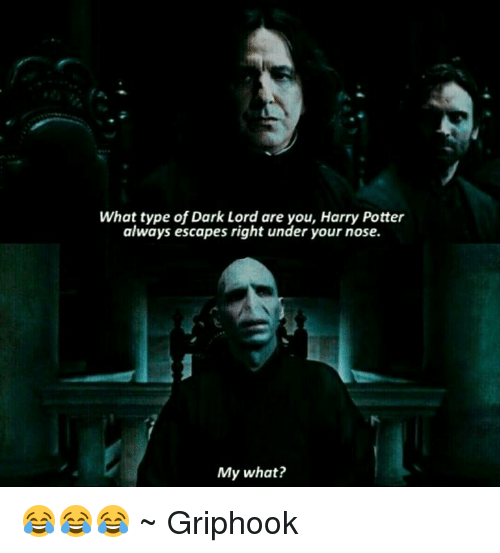 What type of Dark Lord are you, Harry Potter
always escapes right under your nose.
My what?
😂😂😂 ~ Griphook